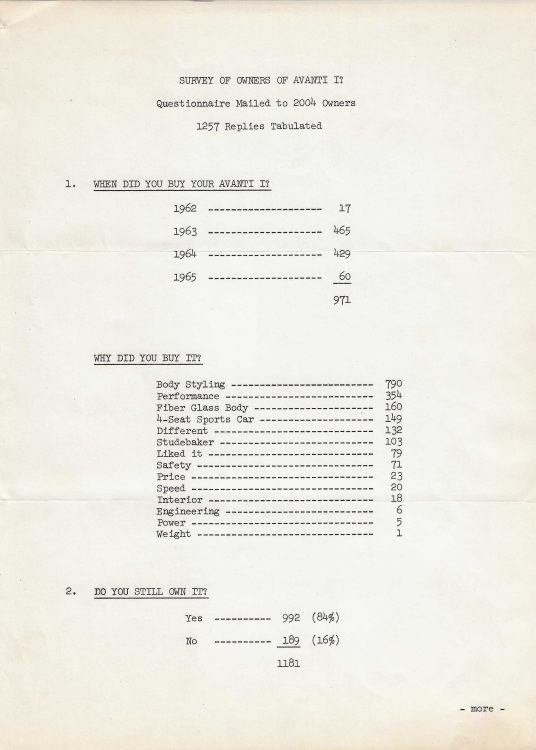 SURVEY OF OWNERS OF AVANTI I?
Questionnaire Mailed to 2004 Owners
1257 Replies Tabulated
1. WHEN DID YOU BUY YOUR AVANTI I?
1962 -------------------- 17
1963 -------------------- 465
1964 -------------------- 429
1965 -------------------- 60
971
WHY DID YOU BUY IT?
Body Styling ------------------------- 790
Performance -------------------------- 354
Fiber Glass Body --------------------- 160
4-Seat Sports Car -------------------- 149
Different ---------------------------- 132
Studebaker --------------------------- 103
Liked it ----------------------------- 79
Safety ------------------------------- 71
Price -------------------------------- 23
Speed -------------------------------- 20
Interior ----------------------------- 18
Engineering -------------------------- 6
Power -------------------------------- 5
Weight ------------------------------- 1
2. DO YOU STILL OWN IT?
Yes ---------- 992 (84%)
No ---------- 189 (16%)
1181
- more -